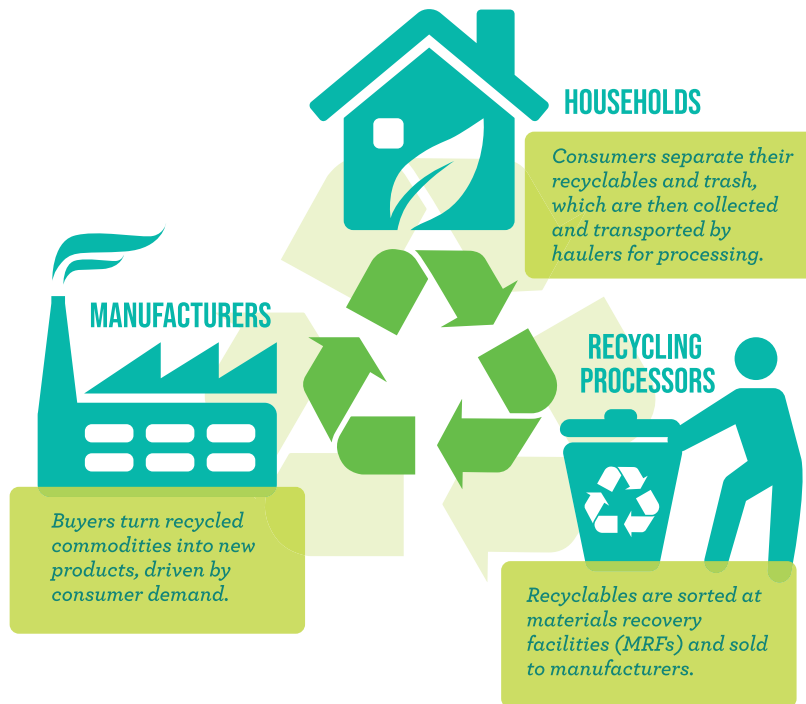 HOUSEHOLDS
Consumers separate their
recyclables and trash,
which are then collected
and transported by
haulers for processing.
MANUFACTURERS
Buyers turn recycled
commodities into new
products, driven by
consumer demand.
RECYCLING
PROCESSORS
Recyclables are sorted at
materials recovery
facilities (MRFs) and sold
to manufacturers.